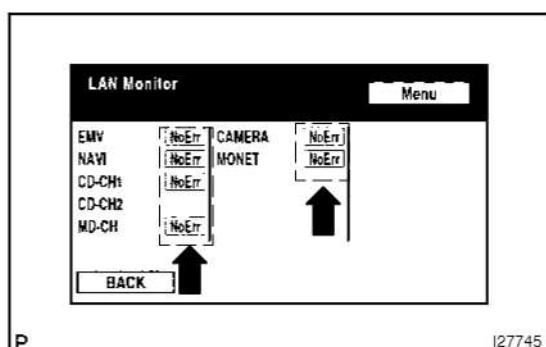 LAN Monitor
Menu
EMV NoErr CAMERA NoErr
NAVI NoErr MONET NoErr
CD-CH1 NoErr
CD-CH2
MD-CH NoErr
BACK
P I27745